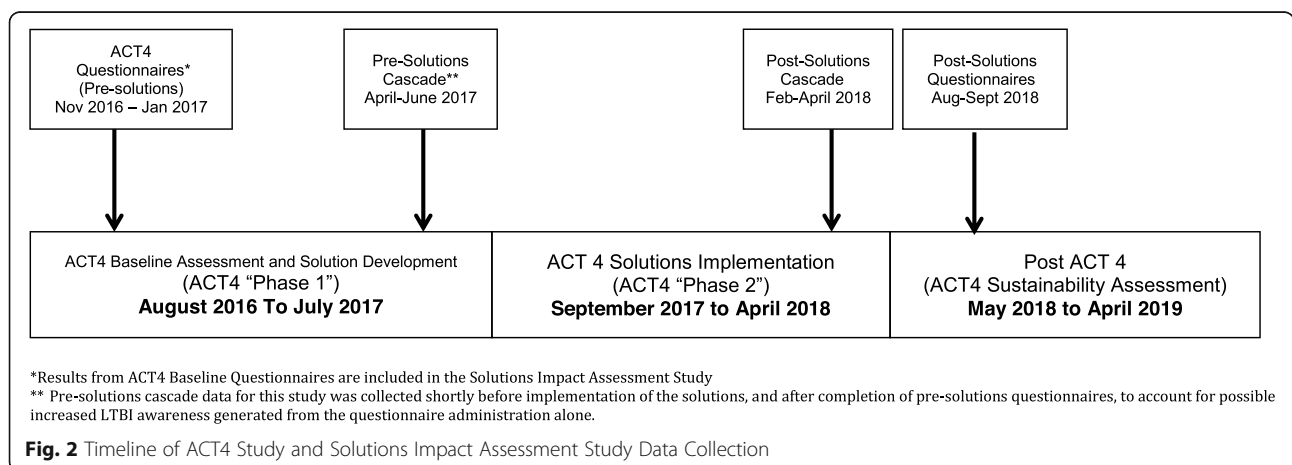 ACT4
Questionnaires*
(Pre-solutions)
Nov 2016 – Jan 2017
Pre-Solutions
Cascade**
April-June 2017
Post-Solutions
Cascade
Feb-April 2018
Post-Solutions
Questionnaires
Aug-Sept 2018
ACT4 Baseline Assessment and Solution Development
(ACT4 “Phase 1”)
August 2016 To July 2017
ACT 4 Solutions Implementation
(ACT4 “Phase 2”)
September 2017 to April 2018
Post ACT 4
(ACT4 Sustainability Assessment)
May 2018 to April 2019
*Results from ACT4 Baseline Questionnaires are included in the Solutions Impact Assessment Study
** Pre-solutions cascade data for this study was collected shortly before implementation of the solutions, and after completion of pre-solutions questionnaires, to account for possible
increased LTBI awareness generated from the questionnaire administration alone.
Fig. 2 Timeline of ACT4 Study and Solutions Impact Assessment Study Data Collection